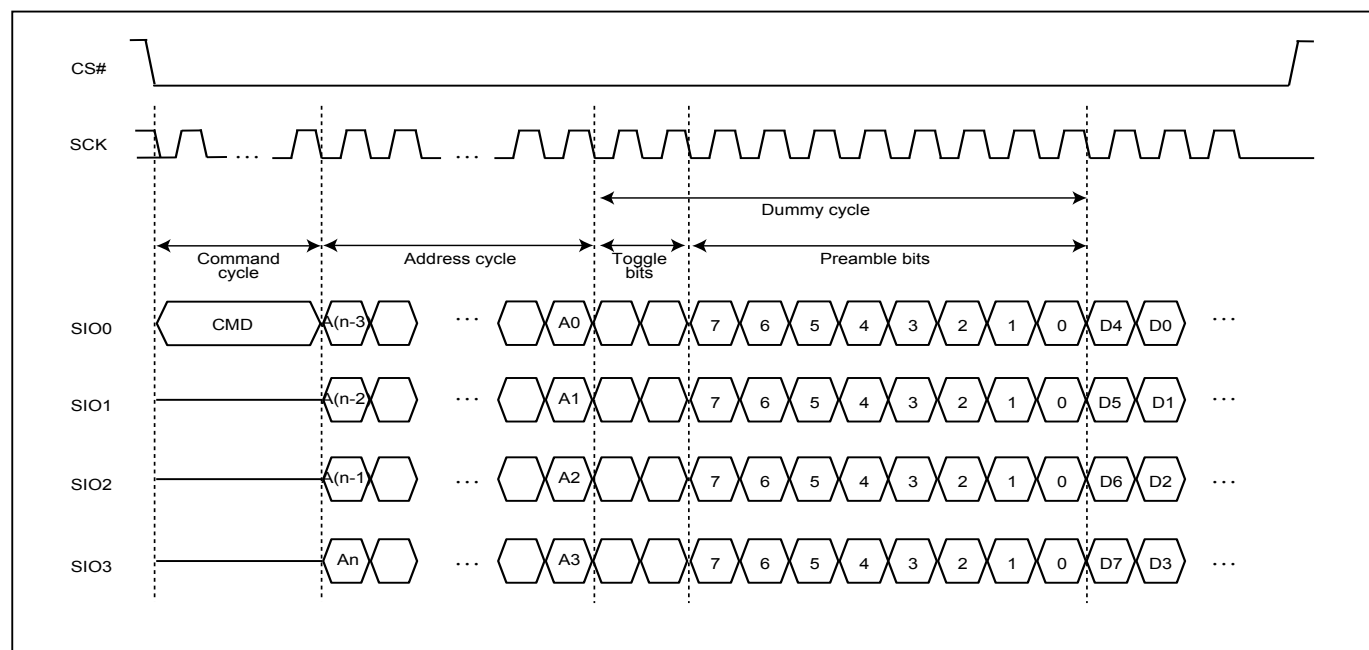 CS#
SCK
...
...
Dummy cycle
Command
cycle
Address cycle
Toggle
bits
Preamble bits
SIO0 CMD A(n-3) ... A0 7 6 5 4 3 2 1 0 D4 D0 ...
SIO1 A(n-2 ... A1 7 6 5 4 3 2 1 0 D5 D1 ...
SIO2 A(n-1 ... A2 7 6 5 4 3 2 1 0 D6 D2 ...
SIO3 An ... A3 7 6 5 4 3 2 1 0 D7 D3 ...